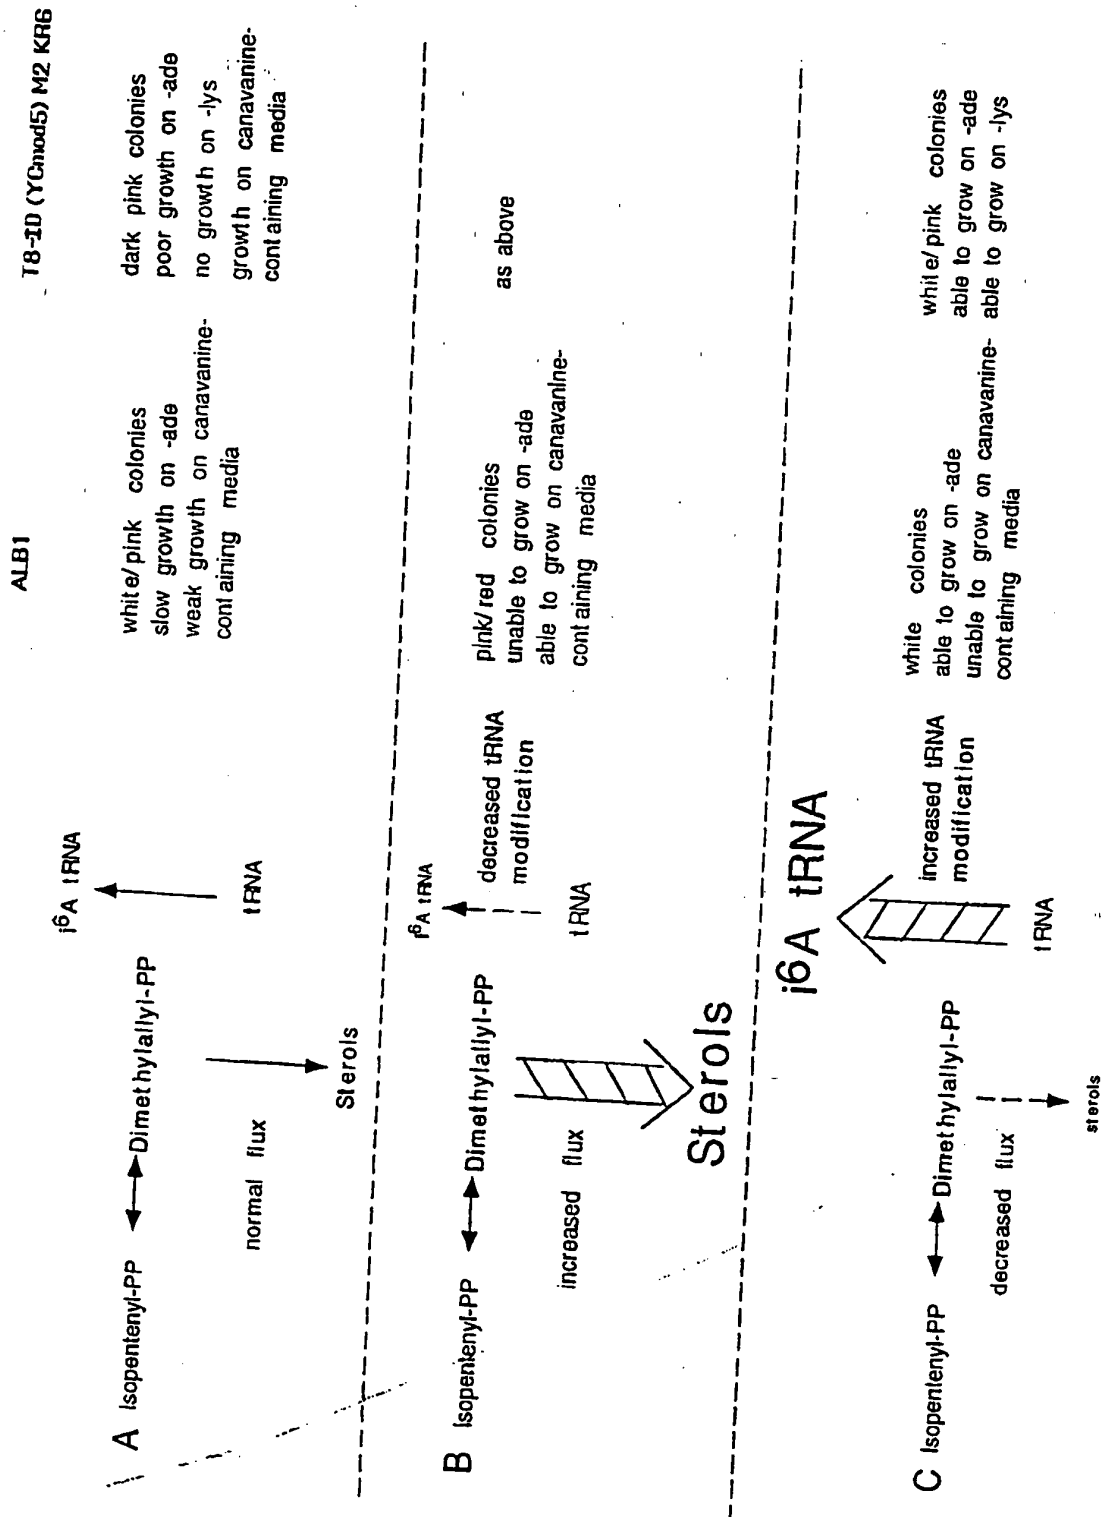 ALB1
T8-1D (YCmod5) M2 KR6
A Isopentenyl-PP
Dimethylallyl-PP
i6A tRNA
tRNA
normal flux
Sterols
white/pink colonies
slow growth on -ade
weak growth on canavanine-
containing media
dark pink colonies
poor growth on -ade
no growth on -lys
growth on canavanine-
containing media
B Isopentenyl-PP
Dimethylallyl-PP
i6A tRNA
tRNA
decreased tRNA
modification
increased flux
Sterols
pink/red colonies
unable to grow on -ade
able to grow on canavanine-
containing media
as above
C Isopentenyl-PP
Dimethylallyl-PP
i6A tRNA
tRNA
increased tRNA
modification
decreased flux
sterols
white colonies
able to grow on -ade
unable to grow on canavanine-
containing media
white/pink colonies
able to grow on -ade
able to grow on -lys